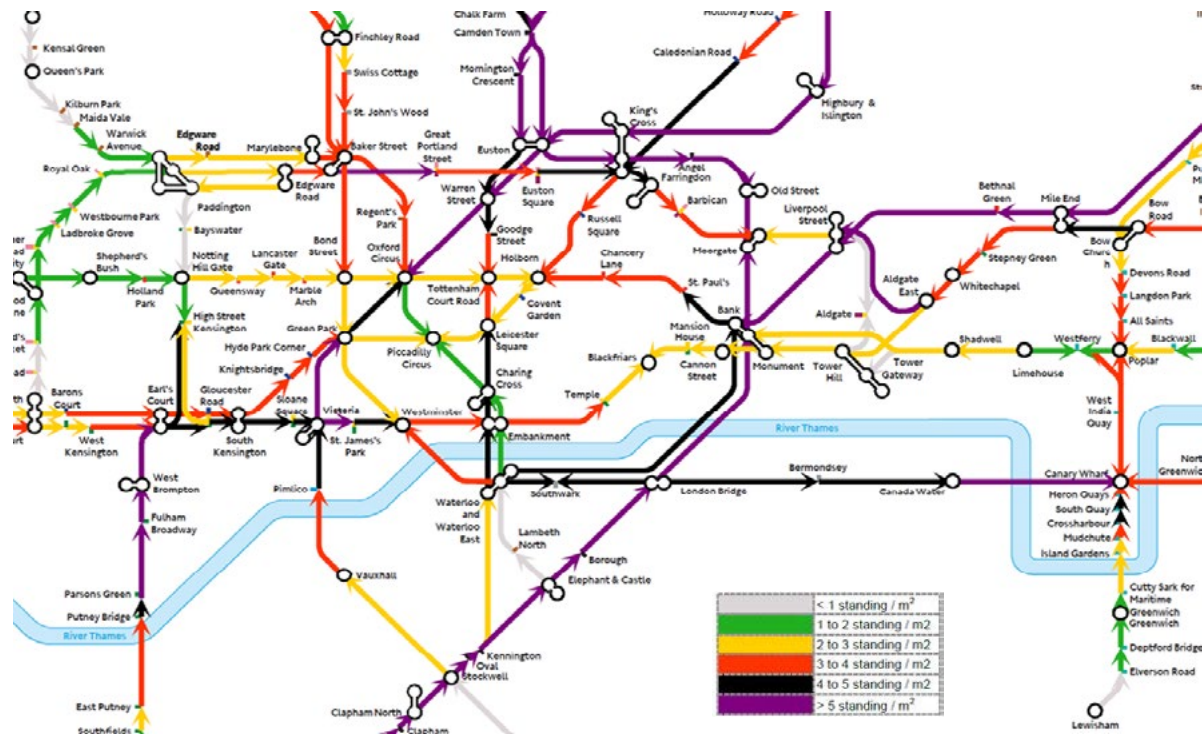 Chalk Farm
Holloway Road
Camden Town
Finchley Road
Kensal Green
Caledonian Road
Queen's Park
Swiss Cottage
Mornington
Crescent
Highbury &
Islington
Kilburn Park
Maida Vale
St. John's Wood
King's
Cross
Warwick
Avenue
Edgware
Road
Marylebone
Baker Street
Great
Portland
Street
Euston
Royal Oak
Angel
Farringdon
Edgware
Road
Warren
Street
Euston
Square
Old Street
Bethnal
Green
Mile End
Paddington
Barbican
Liverpool
Street
Bow
Road
Westbourne Park
Ladbroke Grove
Bayswater
Regent's
Park
Russell
Square
Goodge
Street
Moorgate
Bow
Churc
h
Shepherd's
Bush
Notting
Hill Gate
Lancaster
Gate
Bond
Street
Oxford
Circus
Holborn
Chancery
Lane
Stepney Green
Holland
Park
Queensway
Marble
Arch
Tottenham
Court Road
St. Paul's
Aldgate
East
Whitechapel
Devons Road
Langdon Park
High Street
Kensington
Covent
Garden
Bank
Aldgate
All Saints
Green Park
Leicester
Square
Mansion
House
Hyde Park Corner
Piccadilly
Circus
Blackfriars
Cannon
Street
Monument
Tower
Hill
Tower
Gateway
Shadwell
Limehouse
Westferry
Poplar
Blackwall
Knightsbridge
Charing
Cross
Barons
Court
Earl's
Court
Gloucester
Road
Sloane
Square
Victoria
Westminster
Temple
West
India
Quay
West
Kensington
South
Kensington
St. James's
Park
Embankment
River Thames
West
Brompton
Pimlico
Waterloo
and
Waterloo
East
Southwark
London Bridge
Bermondsey
Canada Water
Canary Wharf
Heron Quays
South Quay
Crossharbour
Mudchute
Island Gardens
Fulham
Broadway
Lambeth
North
Borough
Vauxhall
Elephant & Castle
Parsons Green
Putney Bridge
River Thames
Cutty Sark for
Maritime
Greenwich
Greenwich
Kennington
Oval
Stockwell
Deptford Bridge
Elverson Road
East Putney
Southfields
Clapham North
Clapham
Lewisham
< 1 standing / m²
1 to 2 standing / m2
2 to 3 standing / m2
3 to 4 standing / m2
4 to 5 standing / m2
> 5 standing / m²